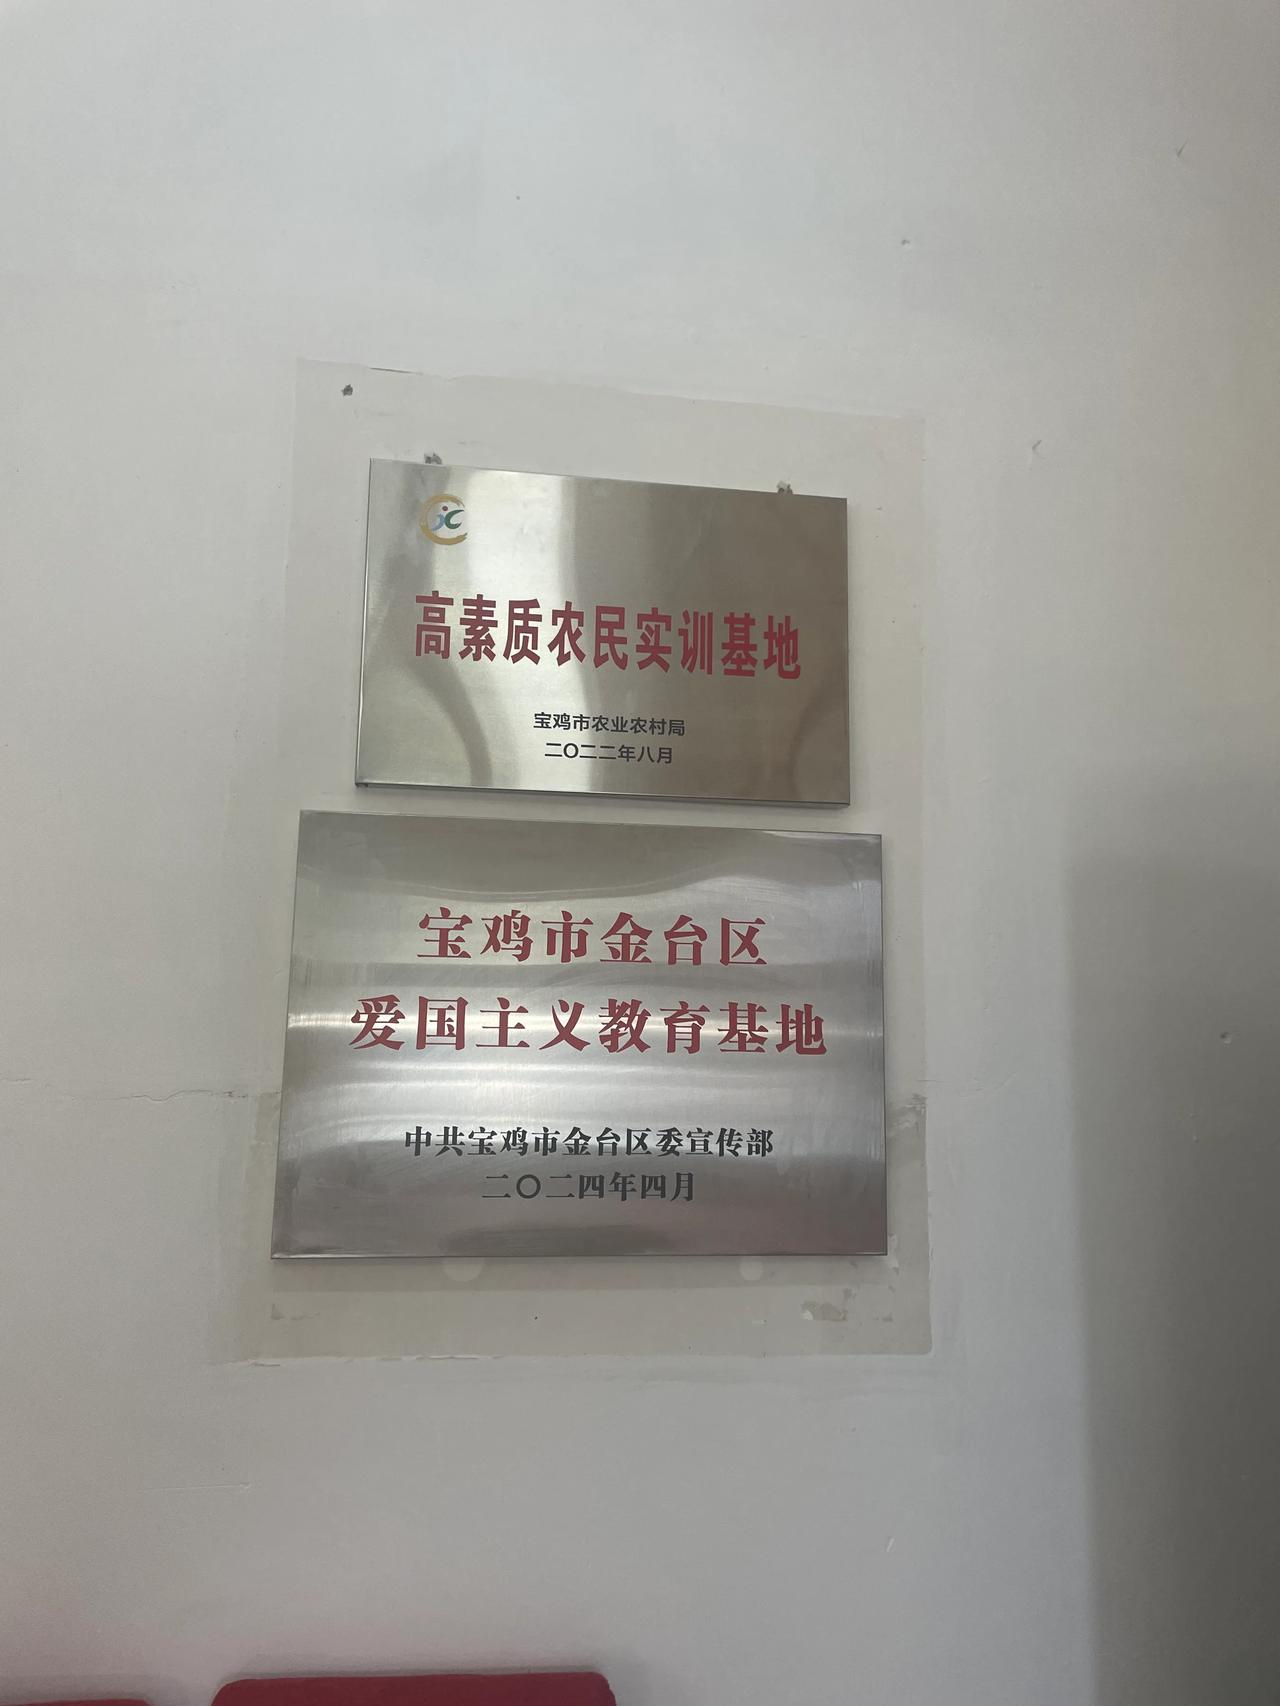 高素质农民实训基地
宝鸡市农业农村局
二〇二二年八月
宝鸡市金台区
爱国主义教育基地
中共宝鸡市金台区委宣传部
二〇二四年四月